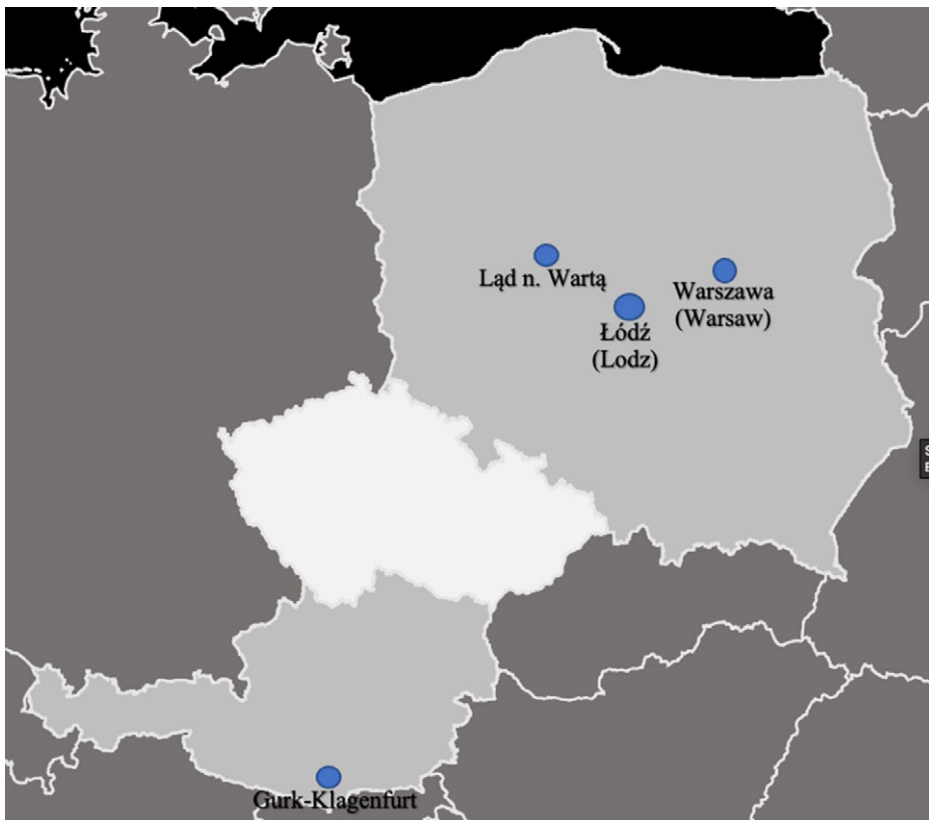 Ląd n. Wartą
Warszawa
(Warsaw)
Łódź
(Lodz)
Gurk-Klagenfurt